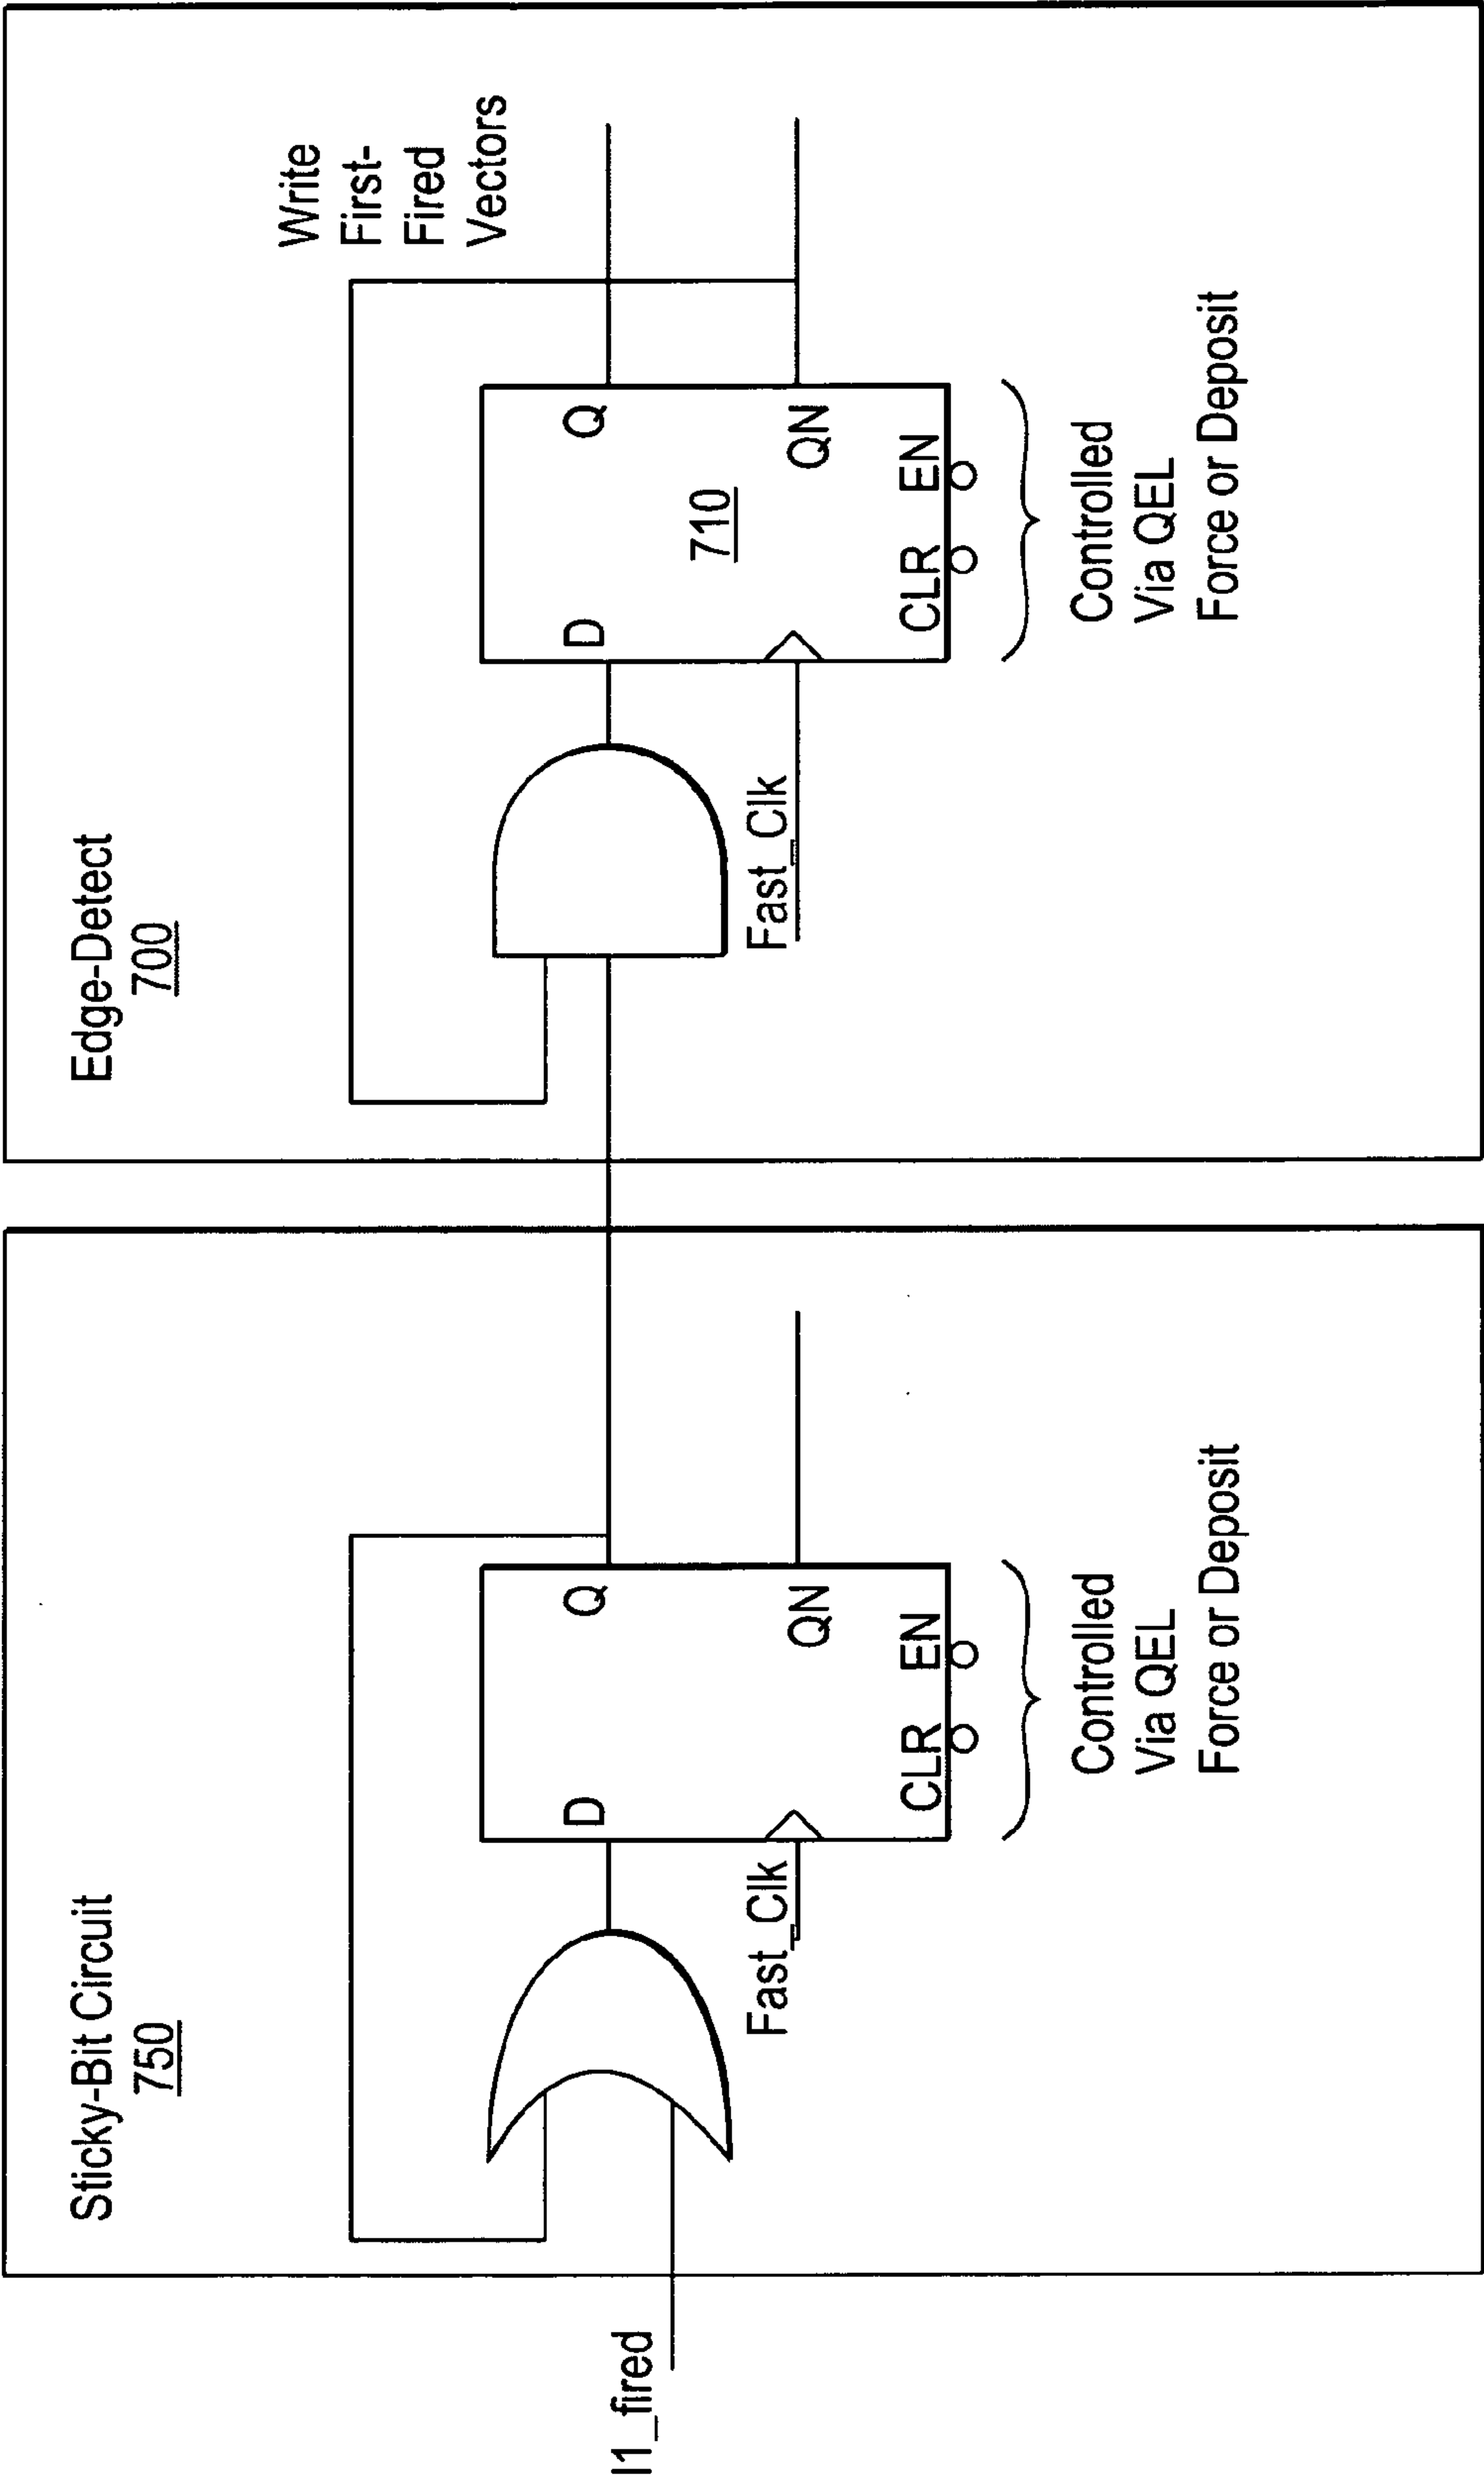 Sticky-Bit Circuit
750
I1_fired
D
Q
QN
CLR
EN
Fast_Clk
Controlled
Via QEL
Force or Deposit
Edge-Detect
700
Write
First-
Fired
Vectors
D
Q
710
QN
CLR
EN
Fast_Clk
Controlled
Via QEL
Force or Deposit